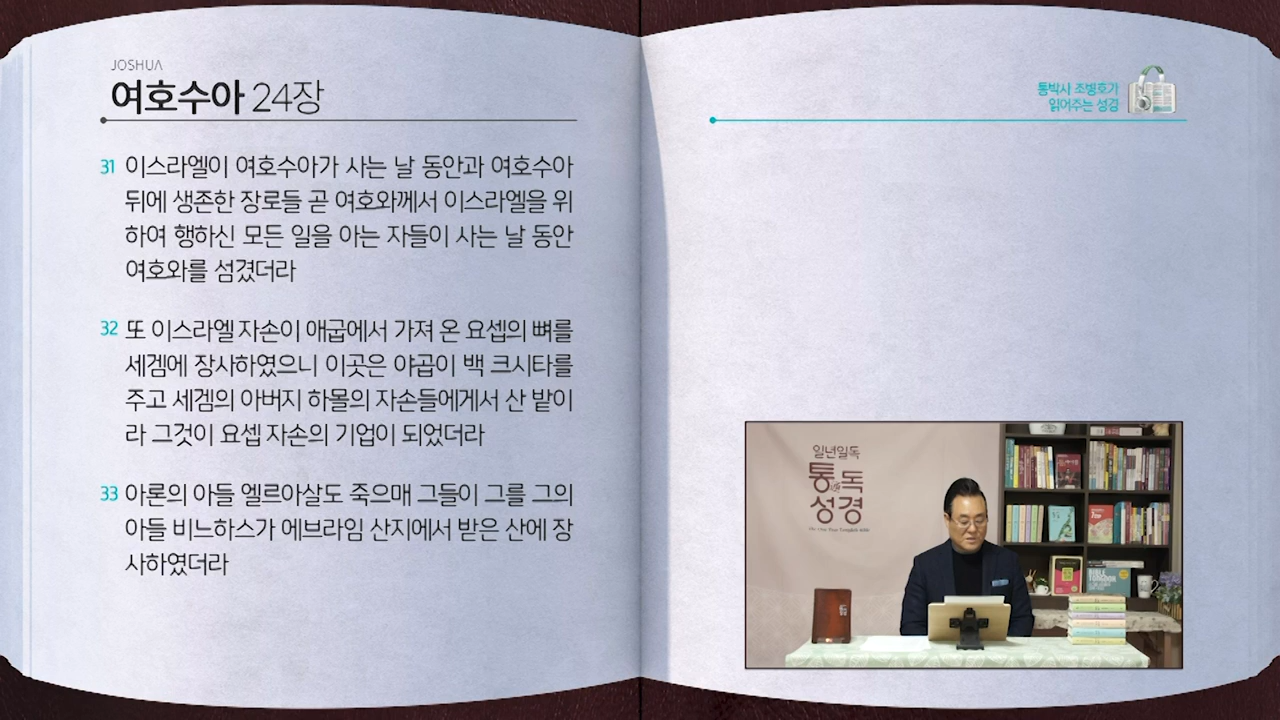 JOSHUA
여호수아 24장
31 이스라엘이 여호수아가 사는 날 동안과 여호수아
뒤에 생존한 장로들 곧 여호와께서 이스라엘을 위
하여 행하신 모든 일을 아는 자들이 사는 날 동안
여호와를 섬겼더라
32 또 이스라엘 자손이 애굽에서 가져 온 요셉의 뼈를
세겜에 장사하였으니 이곳은 야곱이 백 크시타를
주고 세겜의 아버지 하몰의 자손들에게서 산 밭이
라 그것이 요셉 자손의 기업이 되었더라
33 아론의 아들 엘르아살도 죽으매 그들이 그를 그의
아들 비느하스가 에브라임 산지에서 받은 산에 장
사하였더라
통박사 조병호가
읽어주는 성경
일년일독
통독
성경